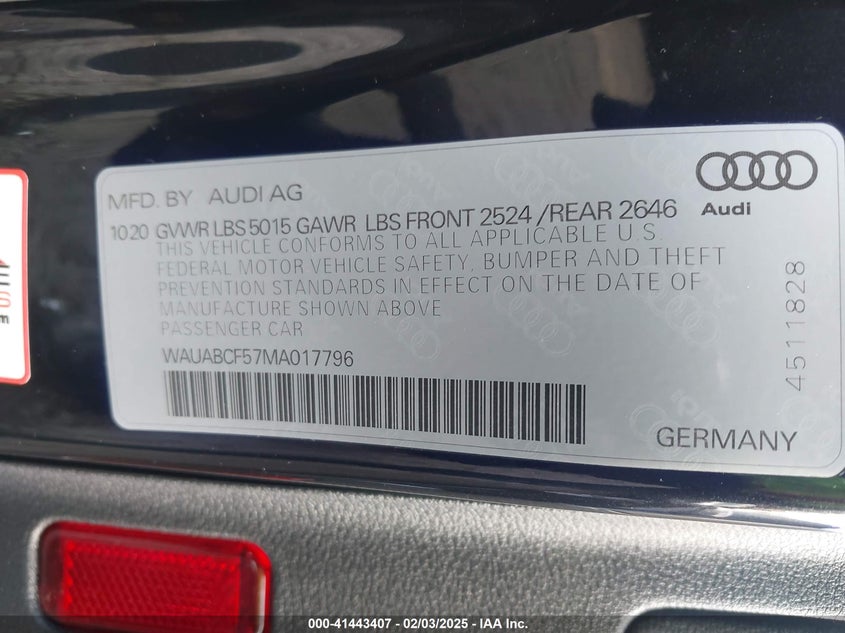 MFD. BY AUDI AG
Audi
10 20 GVWR LBS 5015 GAWR LBS FRONT 2524 /REAR 2646
THIS VEHICLE CONFORMS TO ALL APPLICABLE U.S.
FEDERAL MOTOR VEHICLE SAFETY, BUMPER AND THEFT
PREVENTION STANDARDS IN EFFECT ON THE DATE OF
MANUFACTURE SHOWN ABOVE
PASSENGER CAR
WAUABCF57MA017796
4511828
GERMANY
000-41443407 - 02/03/2025 - © IAA Inc.